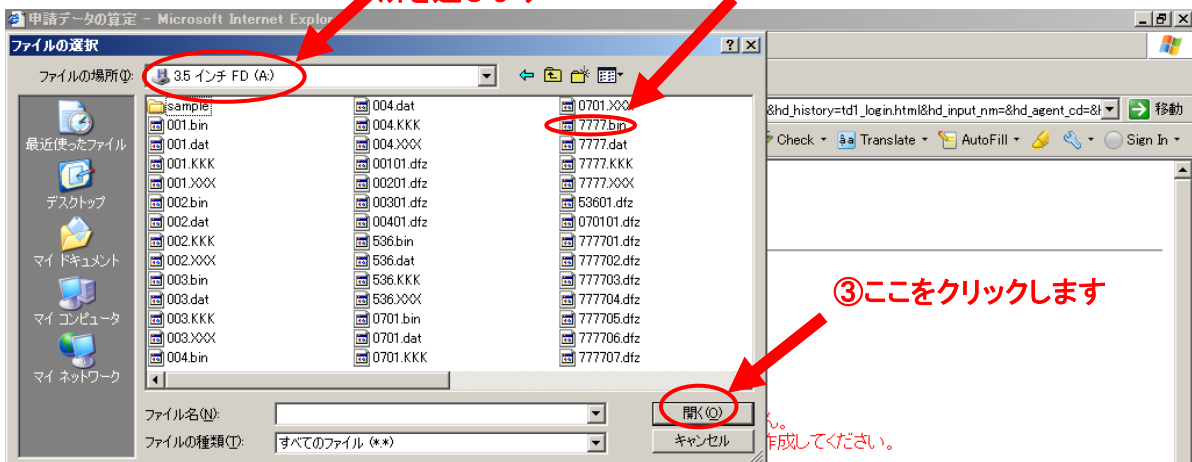 申請データの算定 - Microsoft Internet Explor
ファイルの選択
ファイルの場所(I):
3.5 インチ FD (A:)
最近使ったファイル
デスクトップ
マイ ドキュメント
マイ コンピュータ
マイ ネットワーク
sample
001.bin
001.dat
001.KKK
001.XXX
002.bin
002.dat
002.KKK
002.XXX
003.bin
003.dat
003.KKK
003.XXX
004.bin
004.dat
004.KKK
004.XXX
00101.dfz
00201.dfz
00301.dfz
00401.dfz
536.bin
536.dat
536.KKK
536.XXX
0701.bin
0701.dat
0701.KKK
0701.XXX
7777.bin
7777.dat
7777.KKK
7777.XXX
53601.dfz
070101.dfz
777701.dfz
777702.dfz
777703.dfz
777704.dfz
777705.dfz
777706.dfz
777707.dfz
ファイル名(N):
開く(O)
ファイルの種類(T):
すべてのファイル (*.*)
キャンセル
&hd_history=td1_login.html&hd_input_nm=&hd_agent_cd=&
移動
Check
Translate
AutoFill
Sign In
③ここをクリックします
ん。
作成してください。